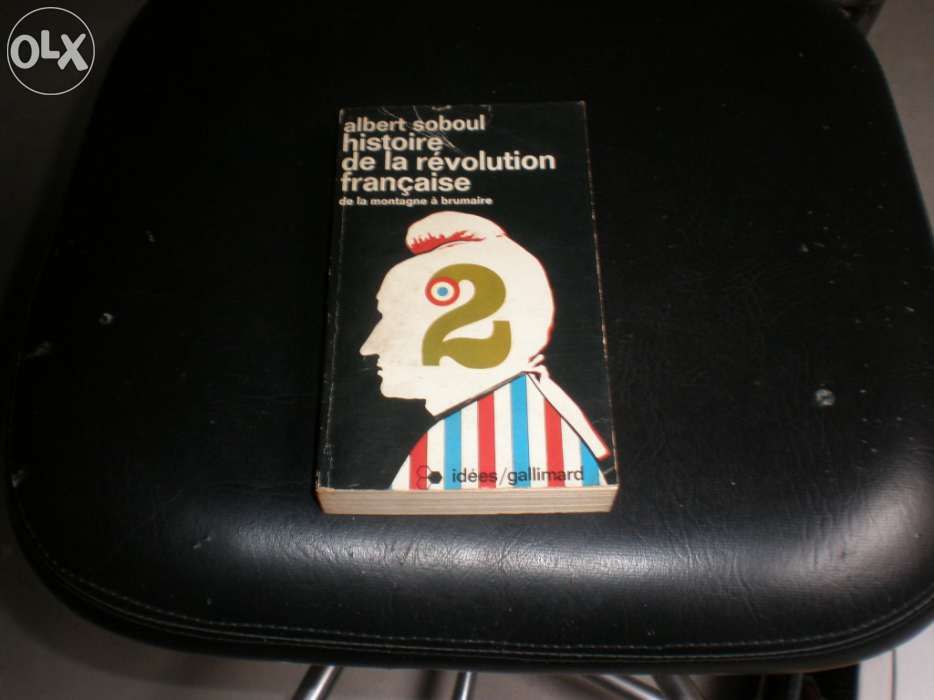 OLX
albert soboul
histoire
de la révolution
française
de la montagne à brumaire
2
idées/gallimard